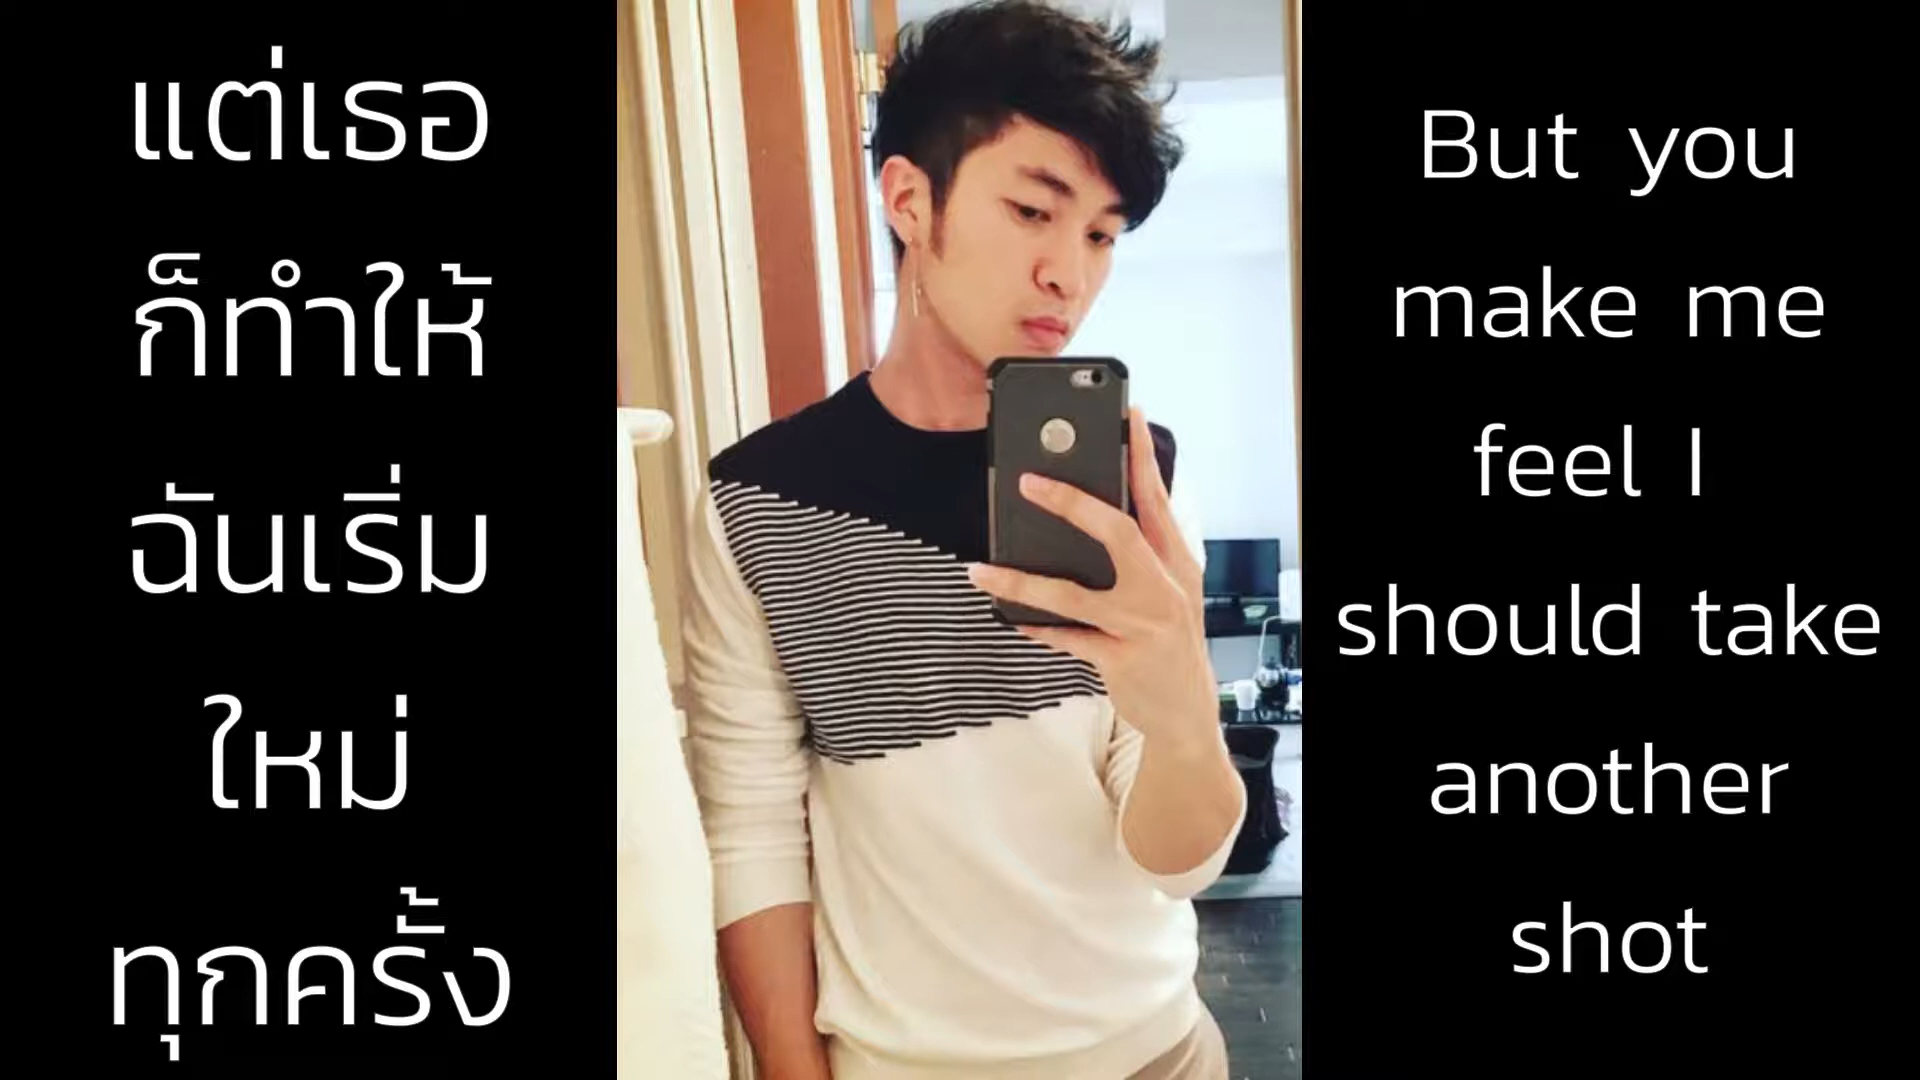 แต่เธอ
ก็ทำให้
ฉันเริ่ม
ใหม่
ทุกครั้ง
But you
make me
feel I
should take
another
shot